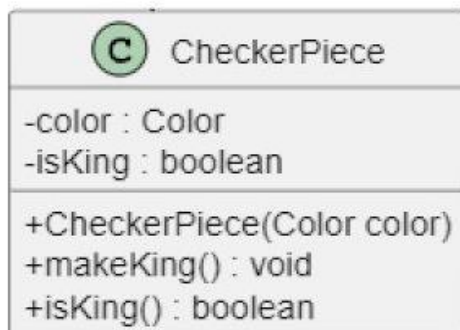 C CheckerPiece
-color : Color
-isKing : boolean
+CheckerPiece(Color color)
+makeKing() : void
+isKing() : boolean